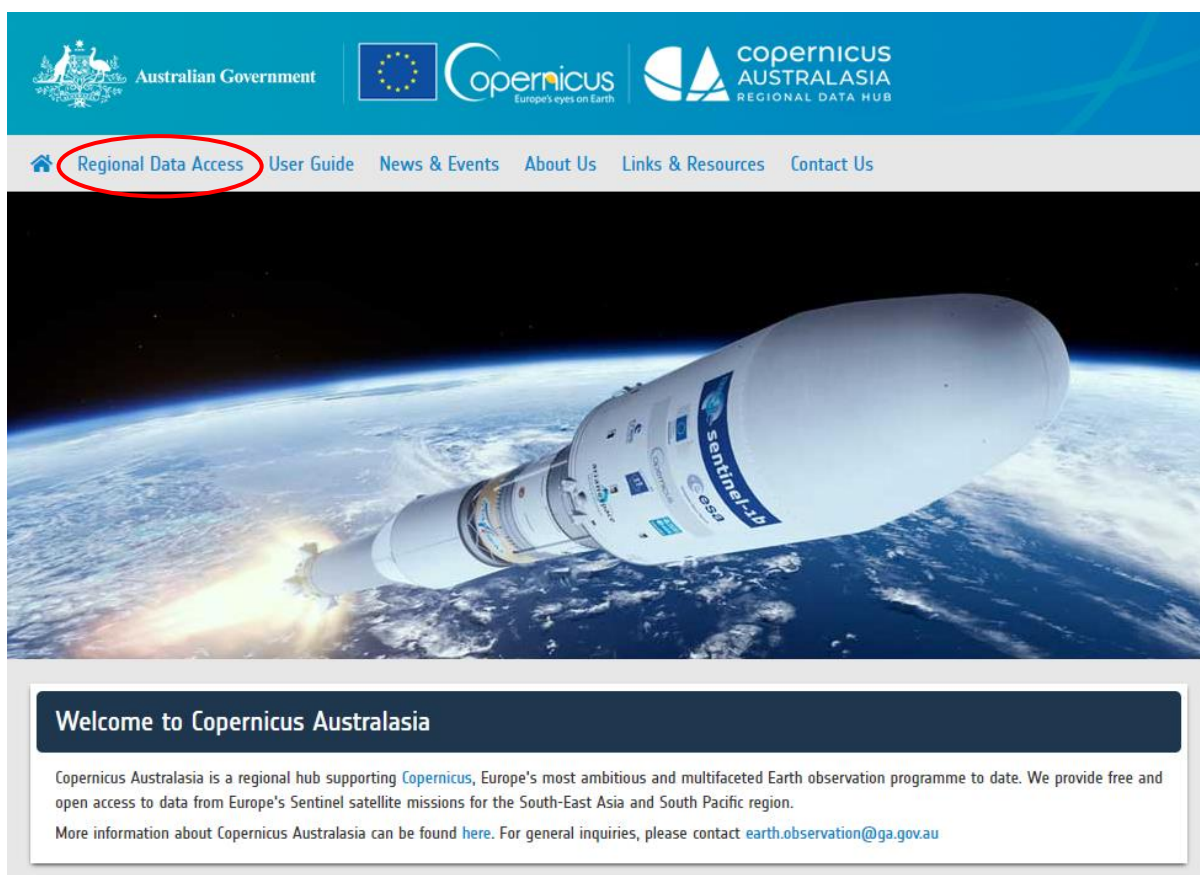 Australian Government
Copernicus
Europe's eyes on Earth
copernicus
AUSTRALASIA
REGIONAL DATA HUB
Regional Data Access User Guide News & Events About Us Links & Resources Contact Us
sentinel-1b
esa
Copernicus
arianespace
Welcome to Copernicus Australasia
Copernicus Australasia is a regional hub supporting Copernicus, Europe's most ambitious and multifaceted Earth observation programme to date. We provide free and
open access to data from Europe's Sentinel satellite missions for the South-East Asia and South Pacific region.
More information about Copernicus Australasia can be found here. For general inquiries, please contact earth.observation@ga.gov.au